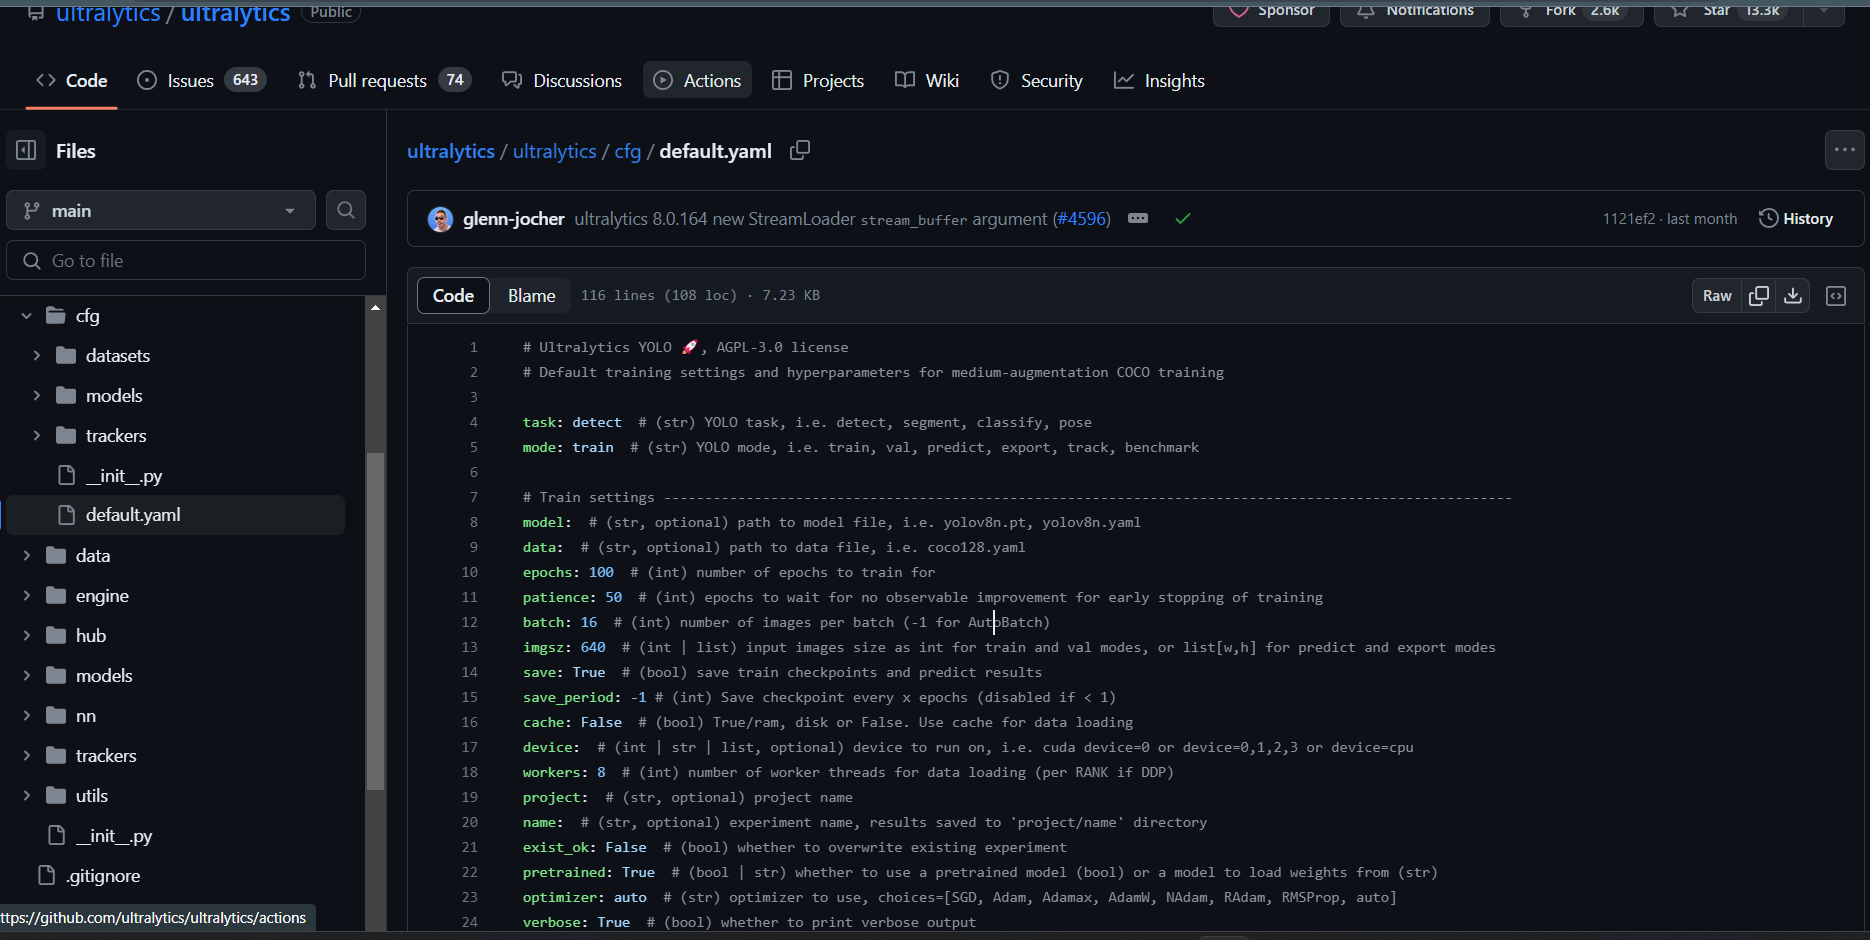 ultralytics / ultralytics Public
Sponsor Notifications Fork 2.6k Star 13.3k
Code Issues 643 Pull requests 74 Discussions Actions Projects Wiki Security Insights
Files
ultralytics / ultralytics / cfg / default.yaml
main
glenn-jocher ultralytics 8.0.164 new StreamLoader stream_buffer argument (#4596) 1121ef2 · last month History
Go to file
Code Blame 116 lines (108 loc) · 7.23 KB Raw
cfg
datasets
models
trackers
__init__.py
default.yaml
data
engine
hub
models
nn
trackers
utils
__init__.py
.gitignore
ttps://github.com/ultralytics/ultralytics/actions
1 # Ultralytics YOLO 🚀, AGPL-3.0 license
2 # Default training settings and hyperparameters for medium-augmentation COCO training
3
4 task: detect  # (str) YOLO task, i.e. detect, segment, classify, pose
5 mode: train  # (str) YOLO mode, i.e. train, val, predict, export, track, benchmark
6
7 # Train settings -------------------------------------------------------------------------------------------------------
8 model:  # (str, optional) path to model file, i.e. yolov8n.pt, yolov8n.yaml
9 data:  # (str, optional) path to data file, i.e. coco128.yaml
10 epochs: 100  # (int) number of epochs to train for
11 patience: 50  # (int) epochs to wait for no observable improvement for early stopping of training
12 batch: 16  # (int) number of images per batch (-1 for AutoBatch)
13 imgsz: 640  # (int | list) input images size as int for train and val modes, or list[w,h] for predict and export modes
14 save: True  # (bool) save train checkpoints and predict results
15 save_period: -1 # (int) Save checkpoint every x epochs (disabled if < 1)
16 cache: False  # (bool) True/ram, disk or False. Use cache for data loading
17 device:  # (int | str | list, optional) device to run on, i.e. cuda device=0 or device=0,1,2,3 or device=cpu
18 workers: 8  # (int) number of worker threads for data loading (per RANK if DDP)
19 project:  # (str, optional) project name
20 name:  # (str, optional) experiment name, results saved to 'project/name' directory
21 exist_ok: False  # (bool) whether to overwrite existing experiment
22 pretrained: True  # (bool | str) whether to use a pretrained model (bool) or a model to load weights from (str)
23 optimizer: auto  # (str) optimizer to use, choices=[SGD, Adam, Adamax, AdamW, NAdam, RAdam, RMSProp, auto]
24 verbose: True  # (bool) whether to print verbose output